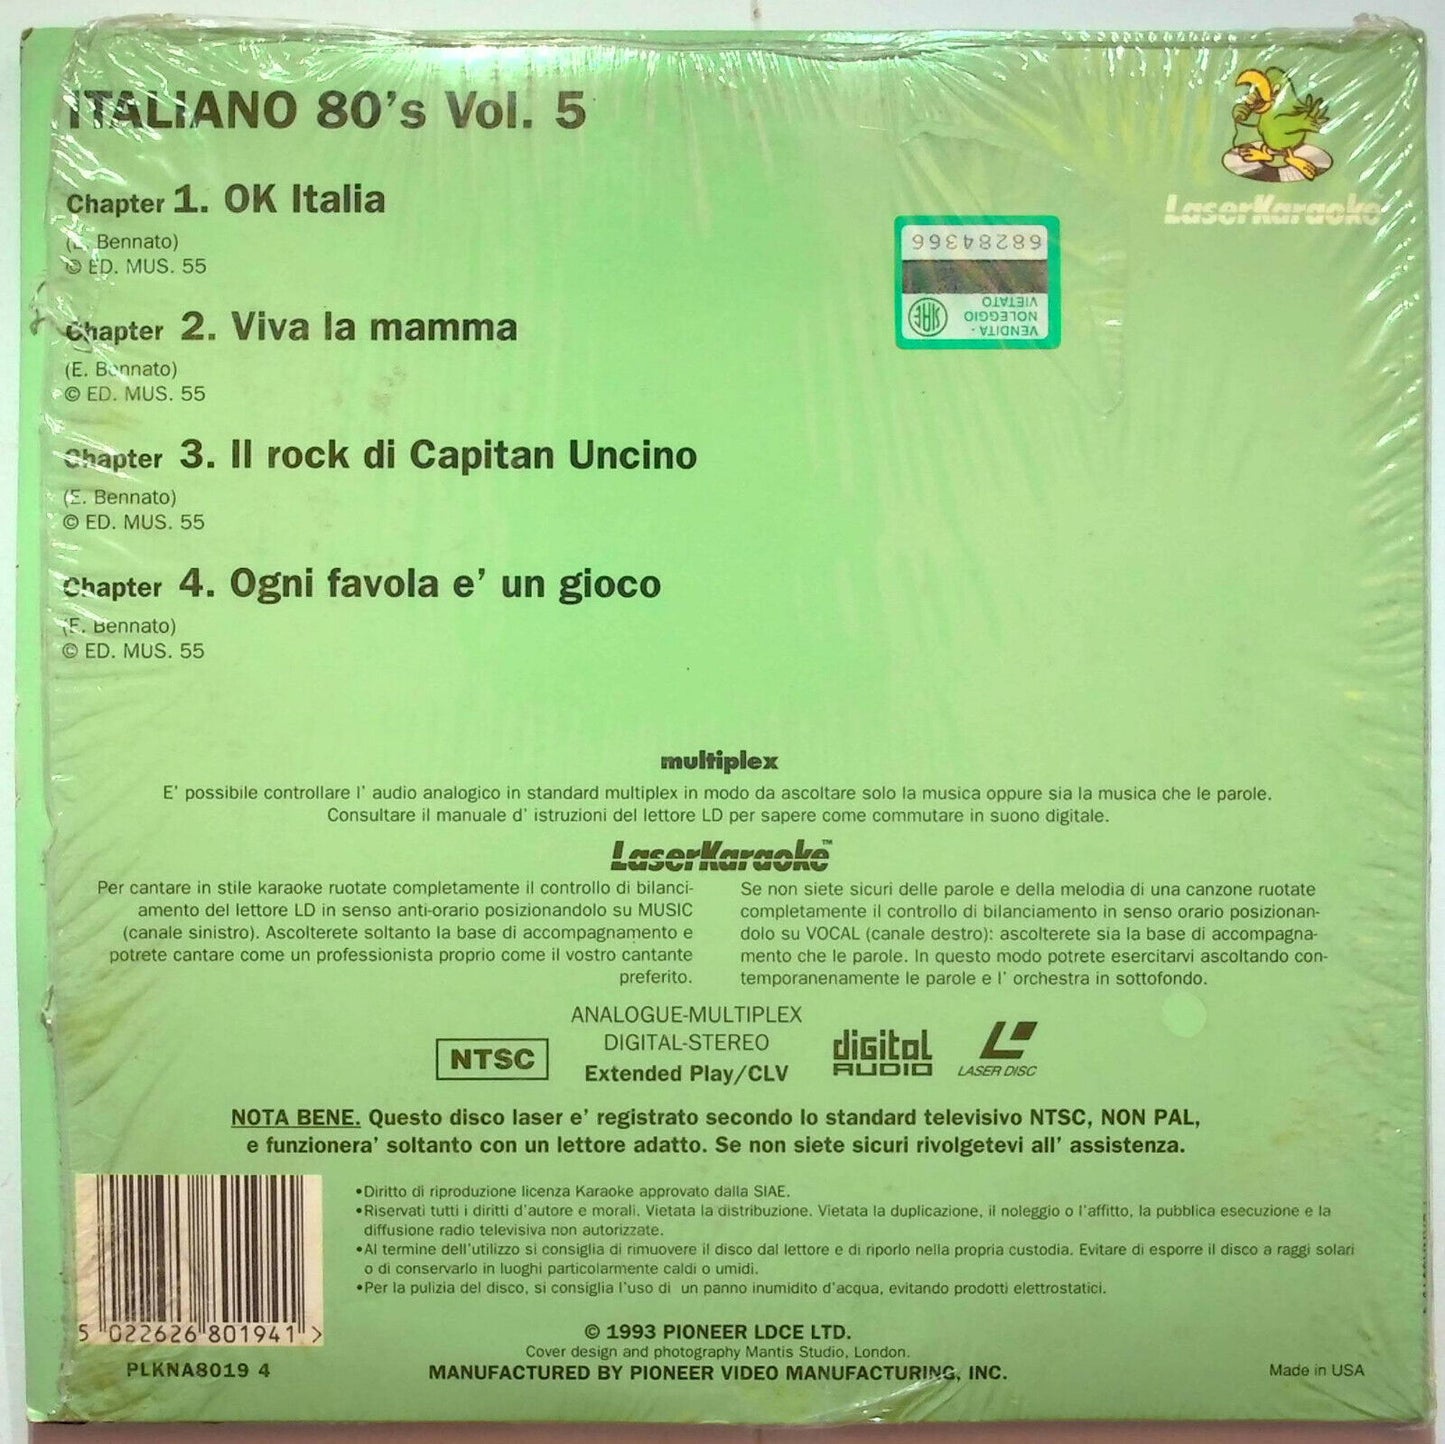 ITALIANO 80's Vol. 5
LaserKaraoke
Chapter 1. OK Italia
(E. Bennato)
© ED. MUS. 55
68284366
VENDITA -
NOLEGGIO
VIETATO
SIAE
Chapter 2. Viva la mamma
(E. Bennato)
© ED. MUS. 55
Chapter 3. Il rock di Capitan Uncino
(E. Bennato)
© ED. MUS. 55
Chapter 4. Ogni favola e' un gioco
(E. Bennato)
© ED. MUS. 55
multiplex
E' possibile controllare l' audio analogico in standard multiplex in modo da ascoltare solo la musica oppure sia la musica che le parole.
Consultare il manuale d' istruzioni del lettore LD per sapere come commutare in suono digitale.
LaserKaraoke™
Per cantare in stile karaoke ruotate completamente il controllo di bilanci-
amento del lettore LD in senso anti-orario posizionandolo su MUSIC
(canale sinistro). Ascolterete soltanto la base di accompagnamento e
potrete cantare come un professionista proprio come il vostro cantante
preferito.
Se non siete sicuri delle parole e della melodia di una canzone ruotate
completamente il controllo di bilanciamento in senso orario posizionan-
dolo su VOCAL (canale destro): ascolterete sia la base di accompagna-
mento che le parole. In questo modo potrete esercitarvi ascoltando con-
temporanenamente le parole e l' orchestra in sottofondo.
NTSC
ANALOGUE-MULTIPLEX
DIGITAL-STEREO
Extended Play/CLV
digital
AUDIO
LASER DISC
NOTA BENE. Questo disco laser e' registrato secondo lo standard televisivo NTSC, NON PAL,
e funzionera' soltanto con un lettore adatto. Se non siete sicuri rivolgetevi all' assistenza.
•Diritto di riproduzione licenza Karaoke approvato dalla SIAE.
•Riservati tutti i diritti d'autore e morali. Vietata la distribuzione. Vietata la duplicazione, il noleggio o l'affitto, la pubblica esecuzione e la
diffusione radio televisiva non autorizzate.
•Al termine dell'utilizzo si consiglia di rimuovere il disco dal lettore e di riporlo nella propria custodia. Evitare di esporre il disco a raggi solari
o di conservarlo in luoghi particolarmente caldi o umidi.
•Per la pulizia del disco, si consiglia l'uso di un panno inumidito d'acqua, evitando prodotti elettrostatici.
5 022626 801941 >
PLKNA8019 4
© 1993 PIONEER LDCE LTD.
Cover design and photography Mantis Studio, London.
MANUFACTURED BY PIONEER VIDEO MANUFACTURING, INC.
Made in USA